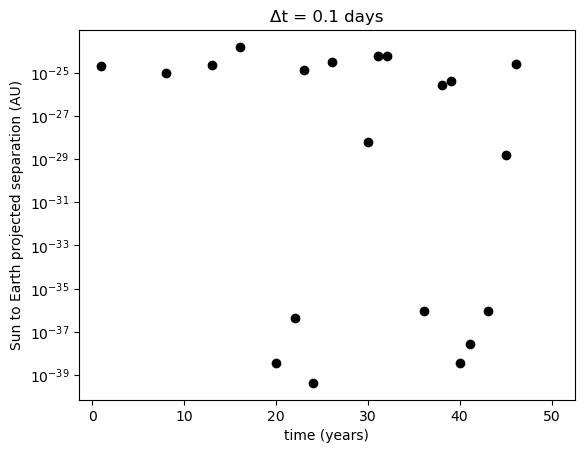 Δt = 0.1 days
Sun to Earth projected separation (AU)
10⁻²⁵
10⁻²⁷
10⁻²⁹
10⁻³¹
10⁻³³
10⁻³⁵
10⁻³⁷
10⁻³⁹
0 10 20 30 40 50
time (years)